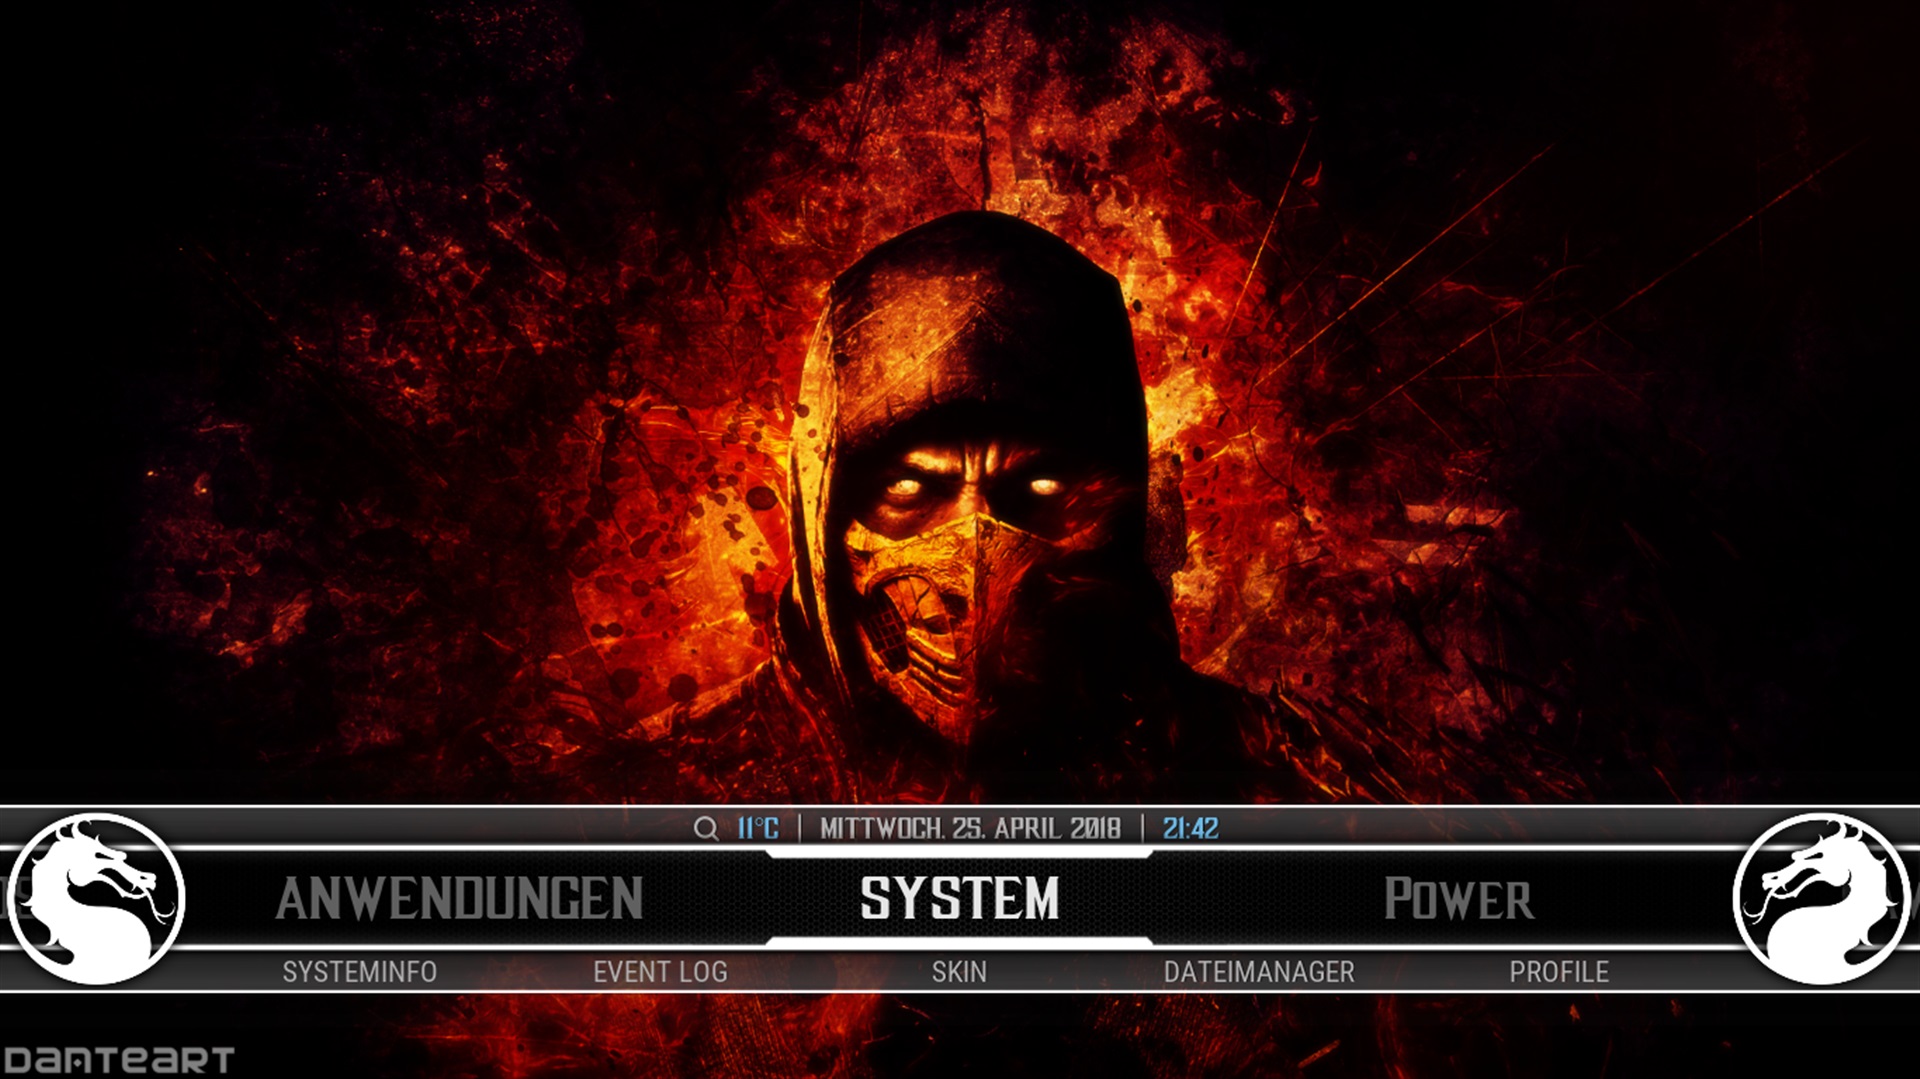 11°C | MITTWOCH, 25. APRIL 2018 | 21:42
ANWENDUNGEN SYSTEM POWER
SYSTEMINFO EVENT LOG SKIN DATEIMANAGER PROFILE
DANTEART